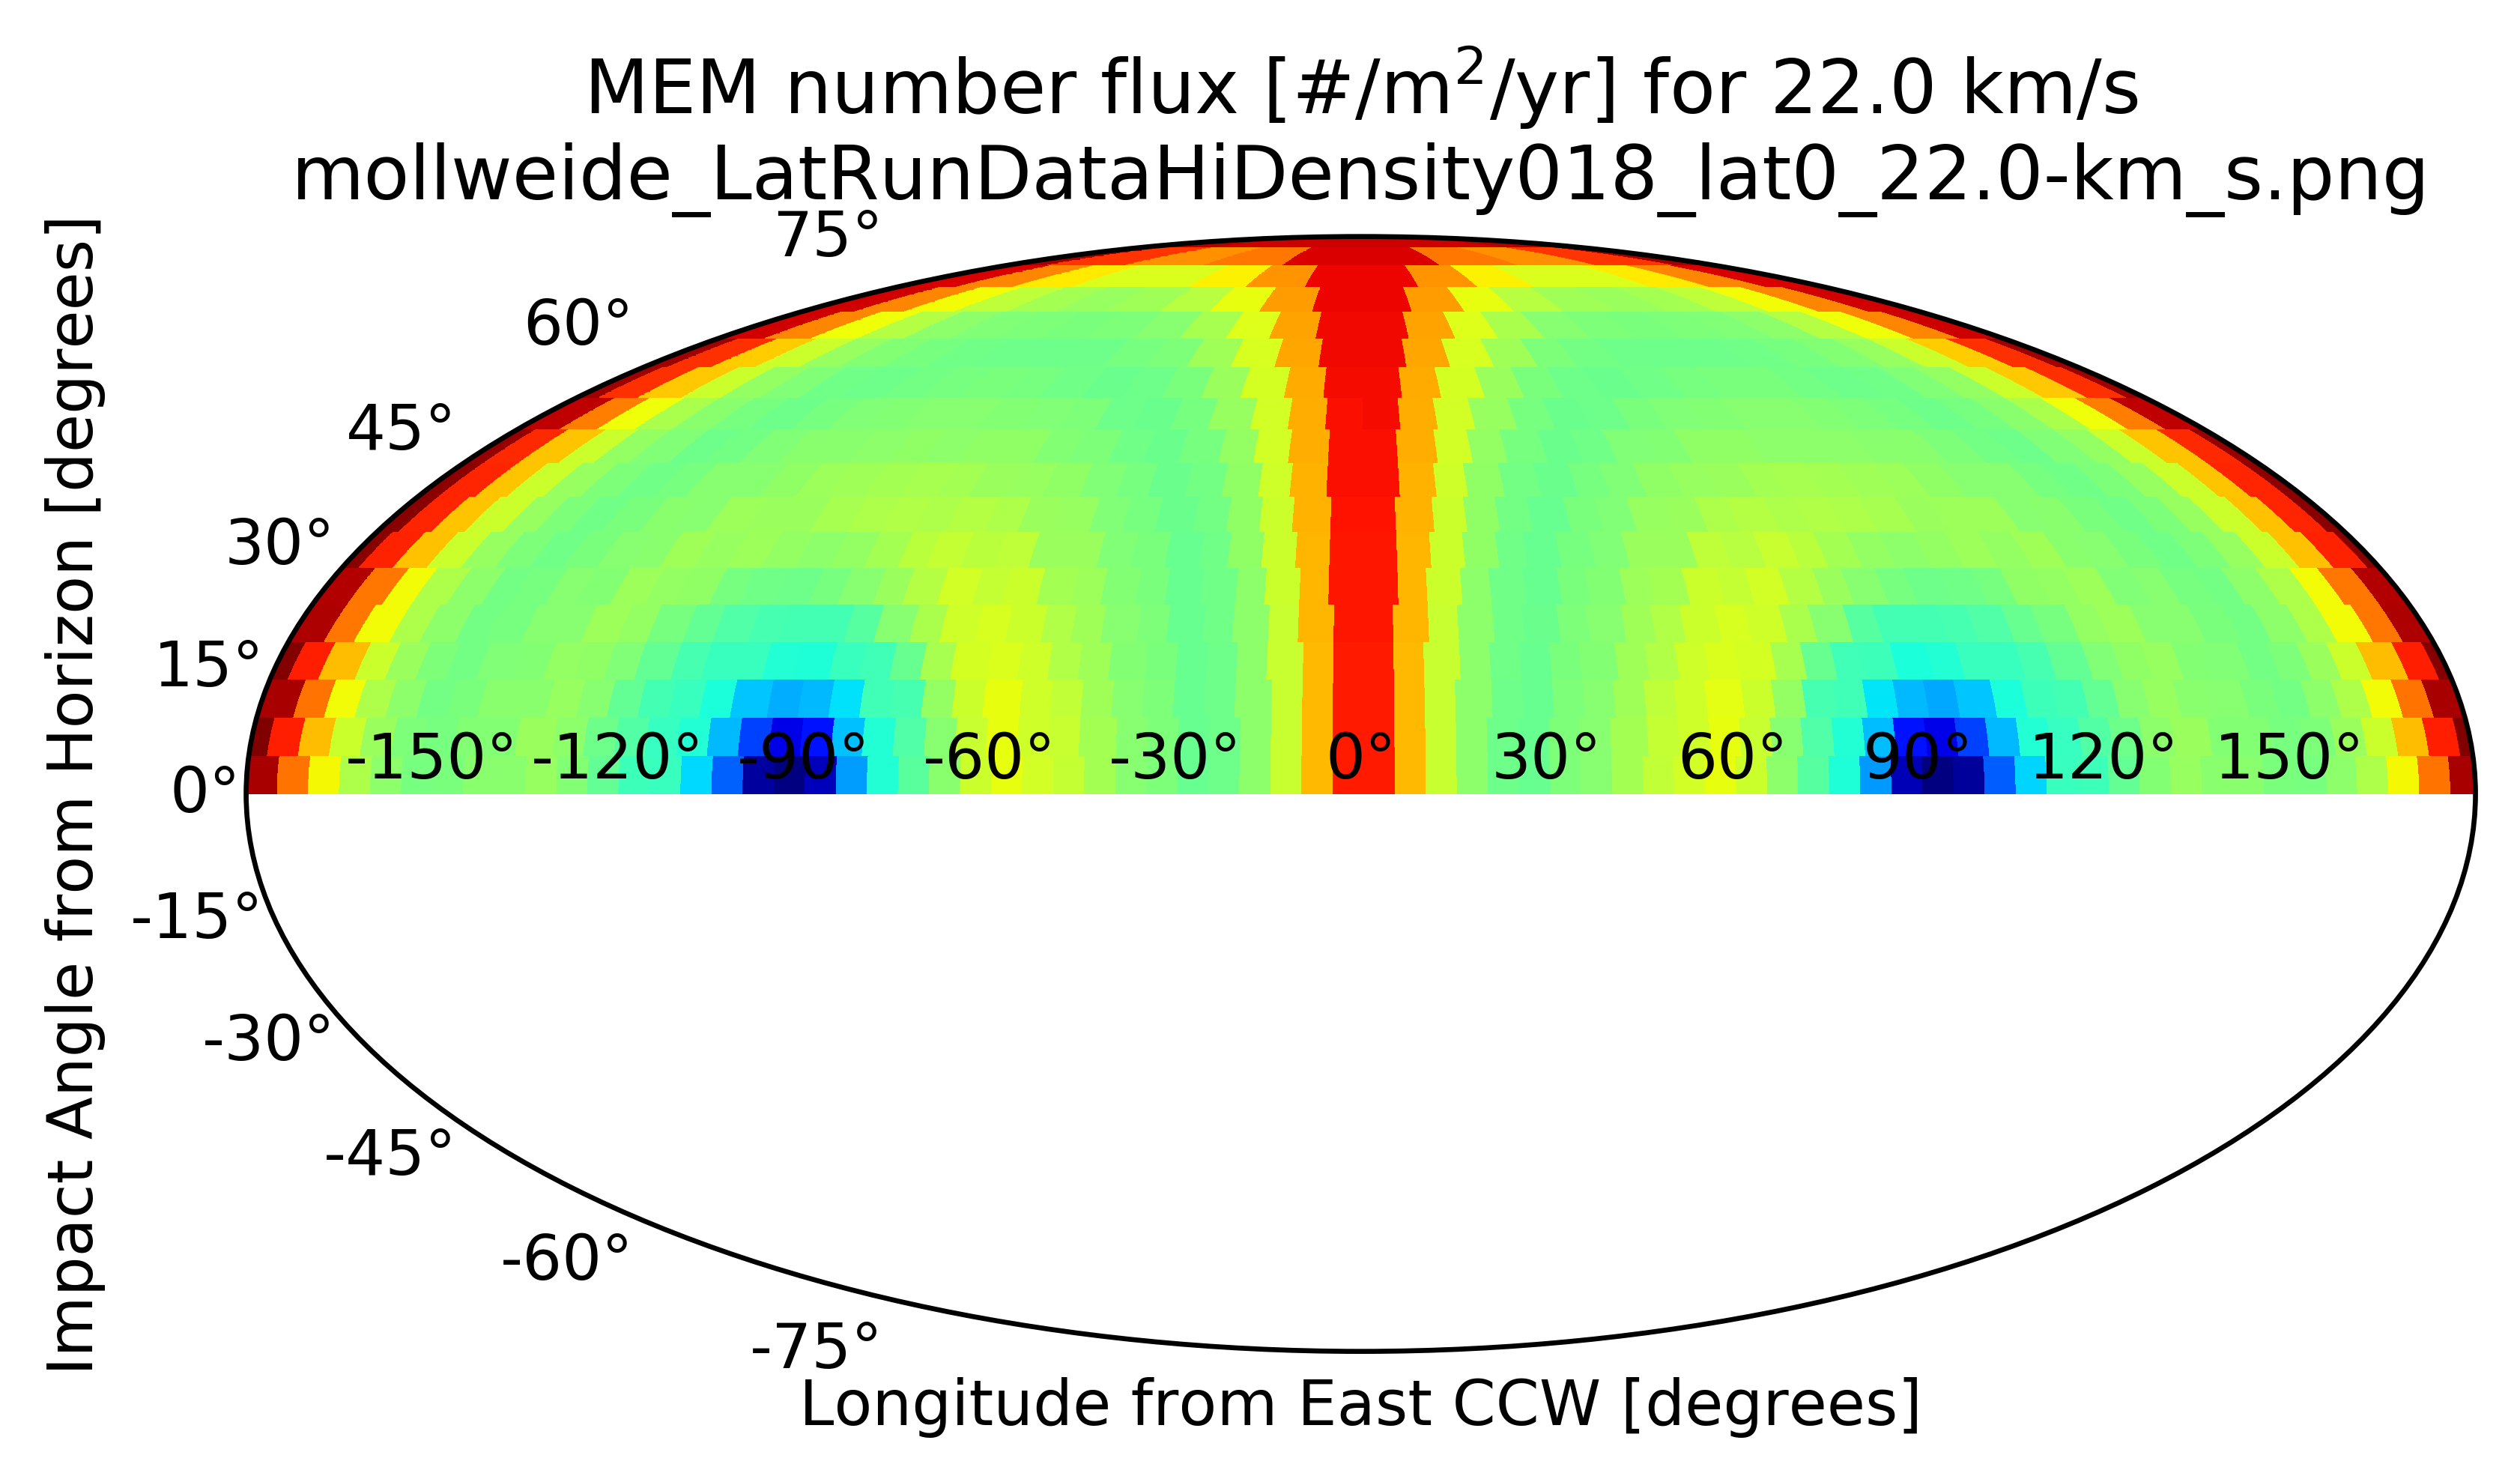 MEM number flux [#/m²/yr] for 22.0 km/s
mollweide_LatRunDataHiDensity018_lat0_22.0-km_s.png
Impact Angle from Horizon [degrees]
75°
60°
45°
30°
15°
0°
-15°
-30°
-45°
-60°
-75°
-150° -120° -90° -60° -30° 0° 30° 60° 90° 120° 150°
Longitude from East CCW [degrees]